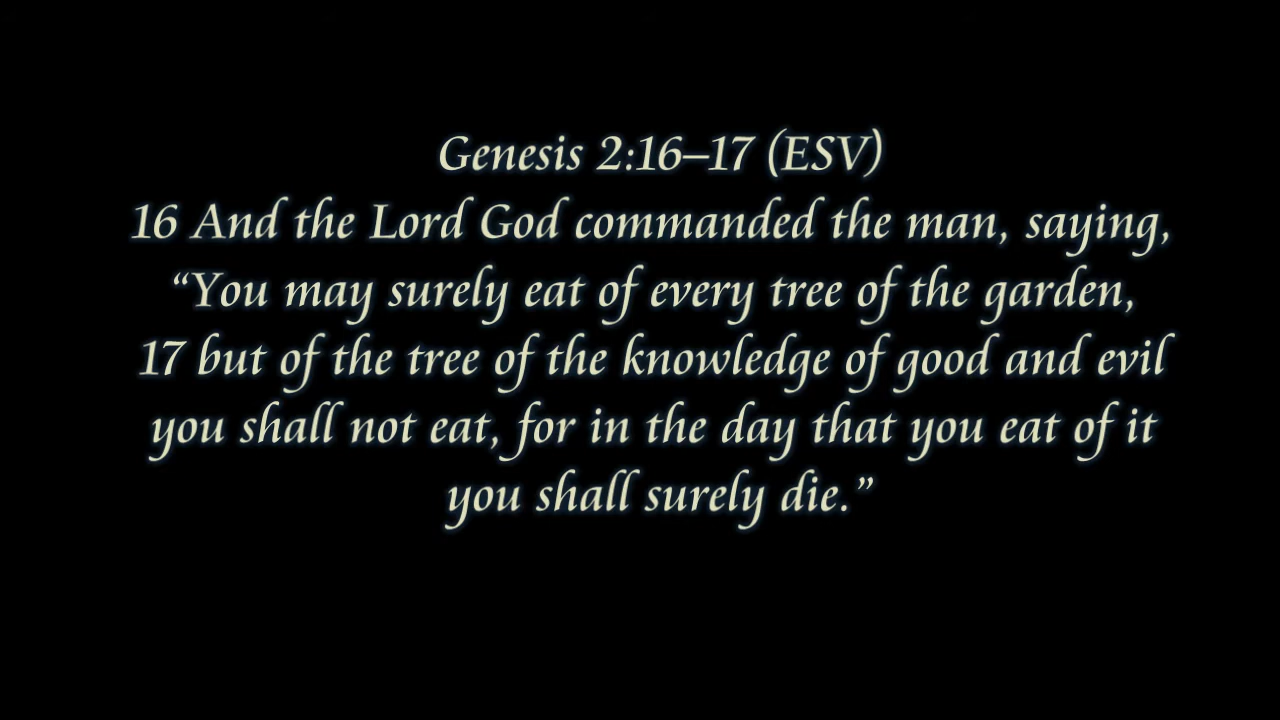 Genesis 2:16–17 (ESV)
16 And the Lord God commanded the man, saying,
“You may surely eat of every tree of the garden,
17 but of the tree of the knowledge of good and evil
you shall not eat, for in the day that you eat of it
you shall surely die.”